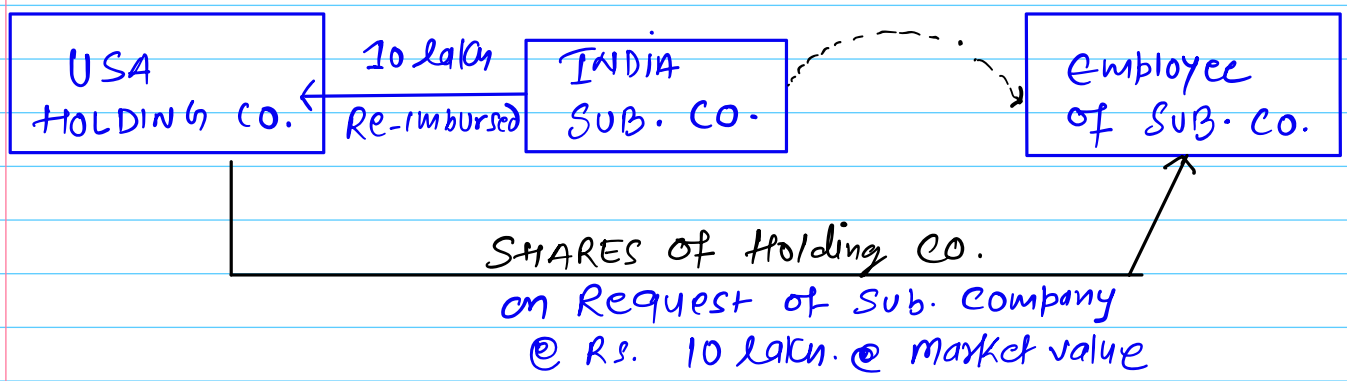 USA
HOLDING CO.
10 lakh
Re-imbursed
INDIA
SUB. CO.
Employee
of SUB. CO.
SHARES of Holding CO.
on Request of Sub. Company
@ Rs. 10 lakh. @ market value